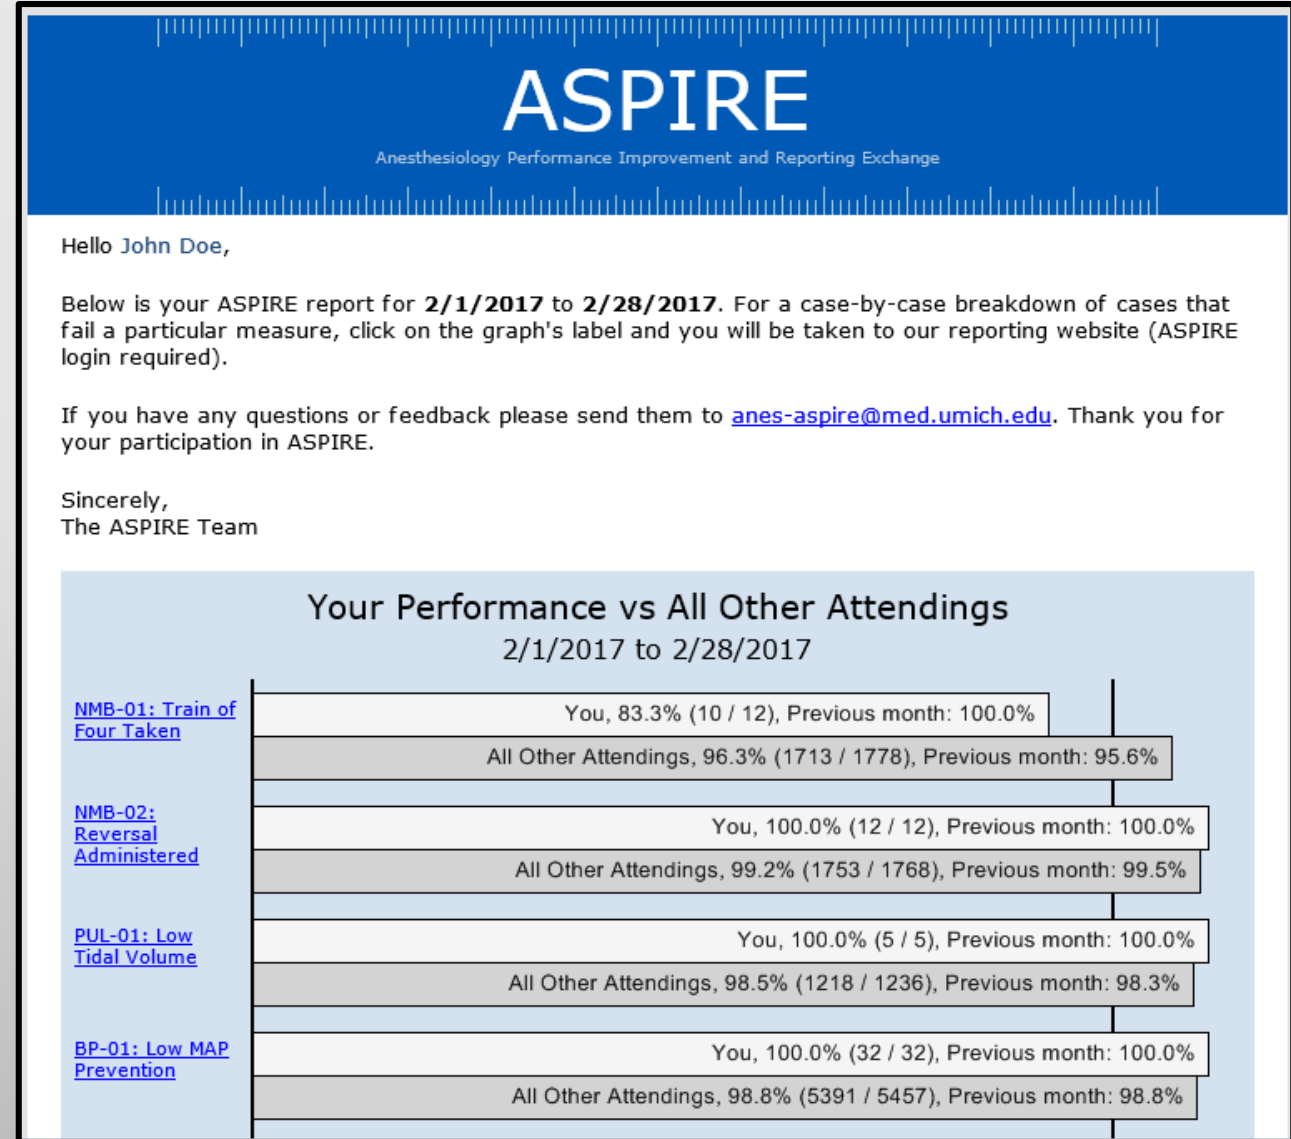 ASPIRE
Anesthesiology Performance Improvement and Reporting Exchange
Hello John Doe,
Below is your ASPIRE report for 2/1/2017 to 2/28/2017. For a case-by-case breakdown of cases that
fail a particular measure, click on the graph's label and you will be taken to our reporting website (ASPIRE
login required).
If you have any questions or feedback please send them to anes-aspire@med.umich.edu. Thank you for
your participation in ASPIRE.
Sincerely,
The ASPIRE Team
Your Performance vs All Other Attendings
2/1/2017 to 2/28/2017
NMB-01: Train of
Four Taken
You, 83.3% (10 / 12), Previous month: 100.0%
All Other Attendings, 96.3% (1713 / 1778), Previous month: 95.6%
NMB-02:
Reversal
Administered
You, 100.0% (12 / 12), Previous month: 100.0%
All Other Attendings, 99.2% (1753 / 1768), Previous month: 99.5%
PUL-01: Low
Tidal Volume
You, 100.0% (5 / 5), Previous month: 100.0%
All Other Attendings, 98.5% (1218 / 1236), Previous month: 98.3%
BP-01: Low MAP
Prevention
You, 100.0% (32 / 32), Previous month: 100.0%
All Other Attendings, 98.8% (5391 / 5457), Previous month: 98.8%